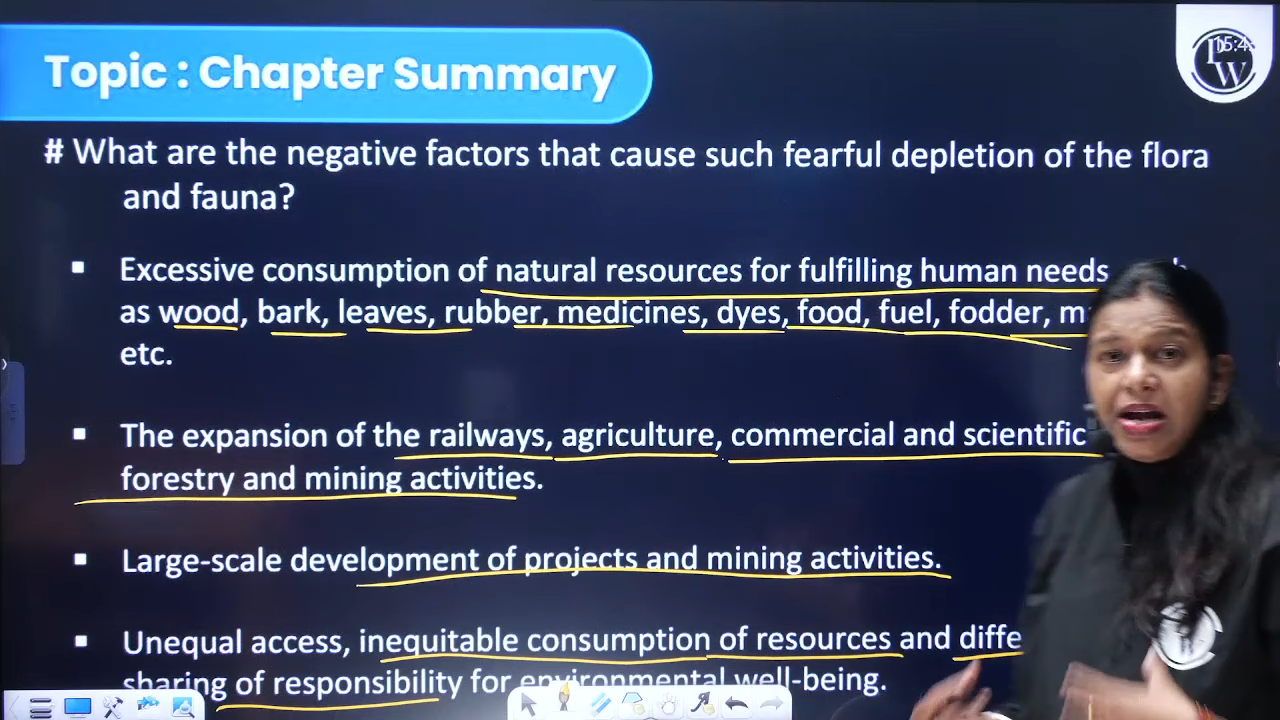 Topic : Chapter Summary
# What are the negative factors that cause such fearful depletion of the flora
and fauna?
▪ Excessive consumption of natural resources for fulfilling human needs
as wood, bark, leaves, rubber, medicines, dyes, food, fuel, fodder,
etc.
▪ The expansion of the railways, agriculture, commercial and scientific
forestry and mining activities.
▪ Large-scale development of projects and mining activities.
▪ Unequal access, inequitable consumption of resources and
sharing of responsibility for environmental well-being.
W